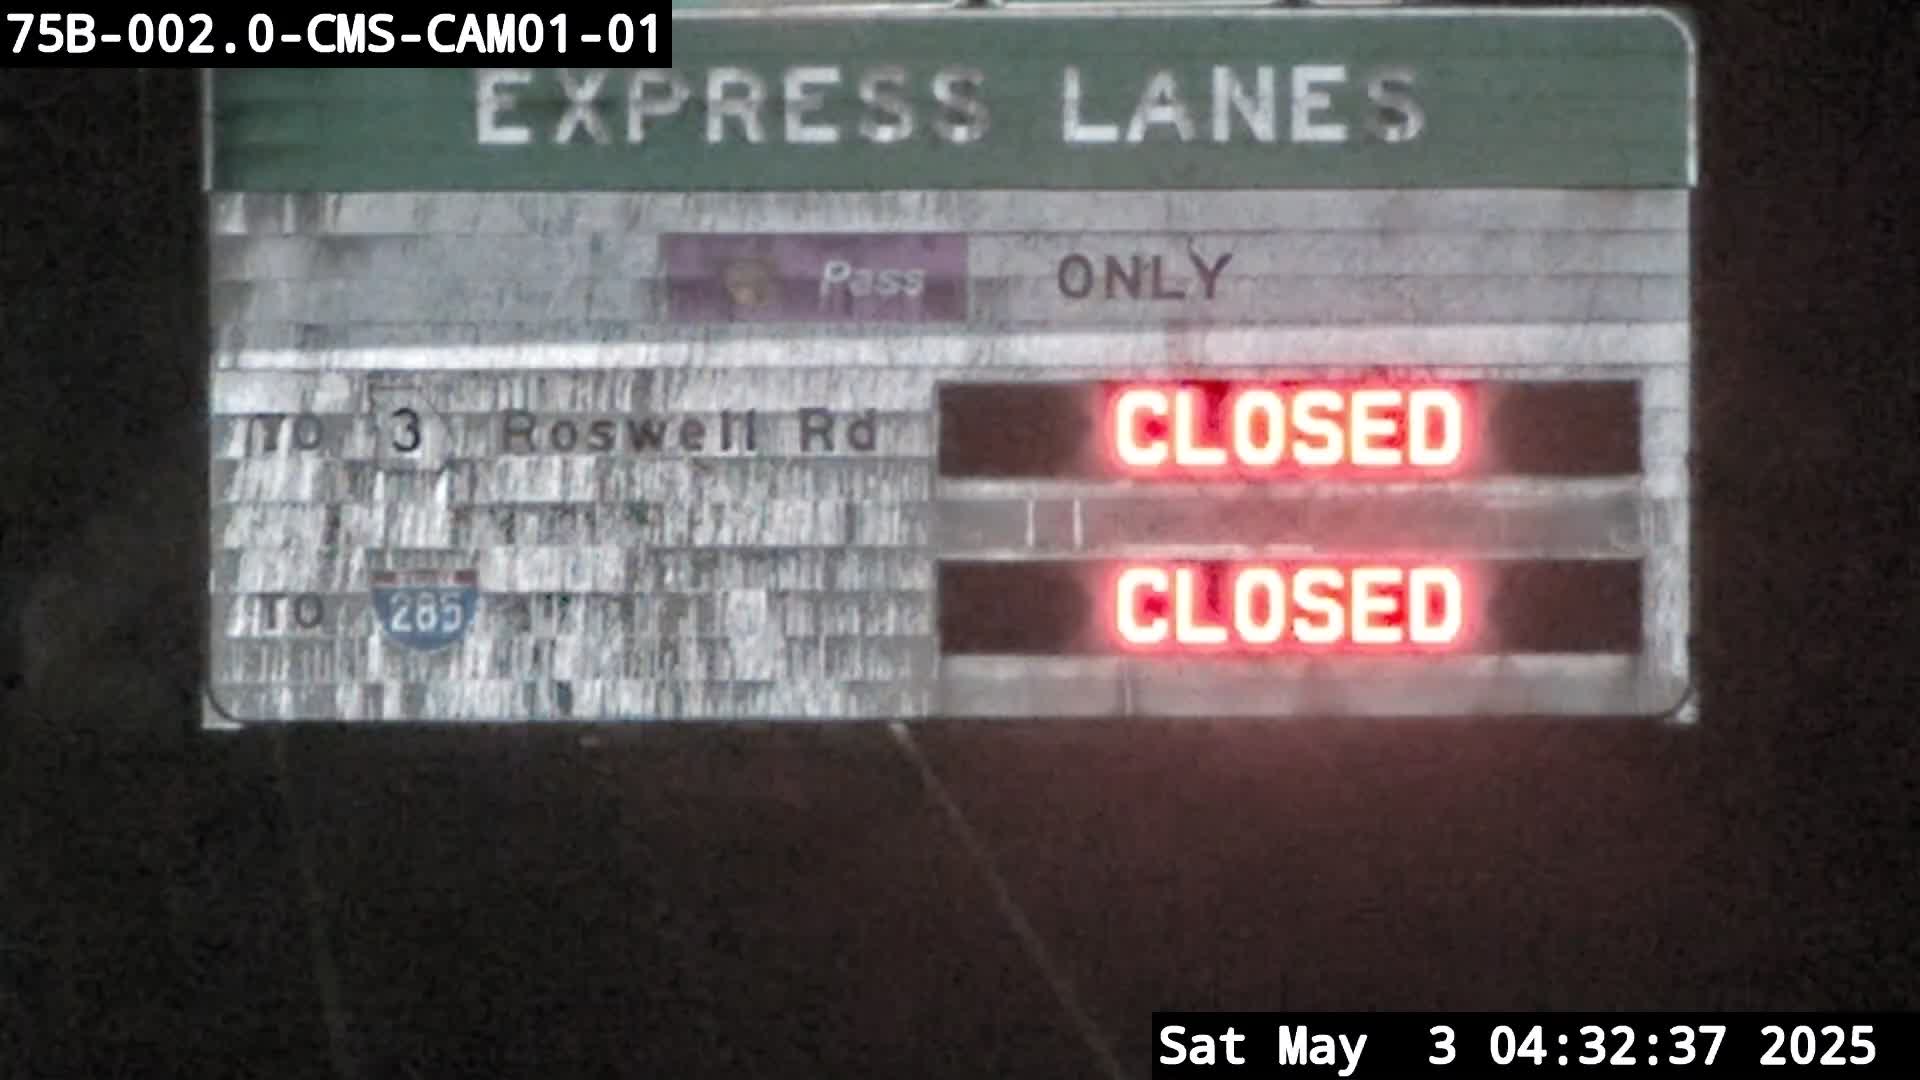 75B-002.0-CMS-CAM01-01
EXPRESS LANES
Pass ONLY
TO 3 Roswell Rd CLOSED
TO 285 CLOSED
Sat May 3 04:32:37 2025